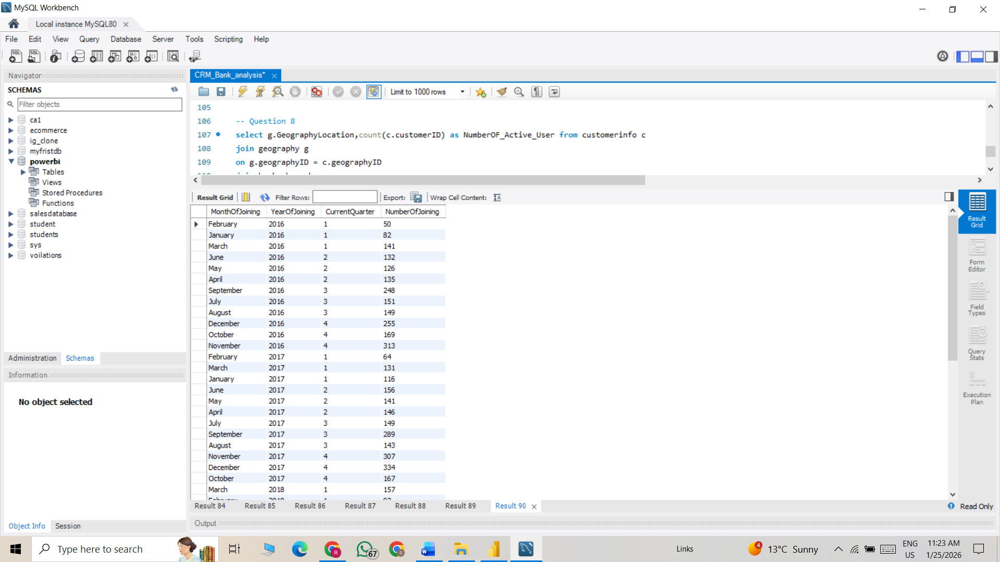 MySQL Workbench
Local instance MySQL80
File Edit View Query Database Server Tools Scripting Help
Navigator
SCHEMAS
Filter objects
ca1
ecommerce
ig_clone
myfristdb
powerbi
Tables
Views
Stored Procedures
Functions
salesdatabase
student
students
sys
voilations
Administration Schemas
Information
No object selected
Object Info Session
CRM_Bank_analysis*
Limit to 1000 rows
105
106 -- Question 8
107 select g.GeographyLocation,count(c.customerID) as NumberOF_Active_User from customerinfo c
108 join geography g
109 on g.geographyID = c.geographyID
Result Grid Filter Rows: Export: Wrap Cell Content:
MonthOfJoining YearOfJoining CurrentQuarter NumberOfJoining
February 2016 1 50
January 2016 1 82
March 2016 1 141
June 2016 2 132
May 2016 2 126
April 2016 2 135
September 2016 3 248
July 2016 3 151
August 2016 3 149
December 2016 4 255
October 2016 4 169
November 2016 4 313
February 2017 1 64
March 2017 1 131
January 2017 1 116
June 2017 2 156
May 2017 2 141
April 2017 2 146
July 2017 3 149
September 2017 3 289
August 2017 3 143
November 2017 4 307
December 2017 4 334
October 2017 4 167
March 2018 1 157
Result 84 Result 85 Result 86 Result 87 Result 88 Result 89 Result 90
Read Only
Output
Result Grid
Form Editor
Field Types
Query Stats
Execution Plan
Type here to search
67
Links
4
13°C Sunny
ENG US
11:23 AM
1/25/2026